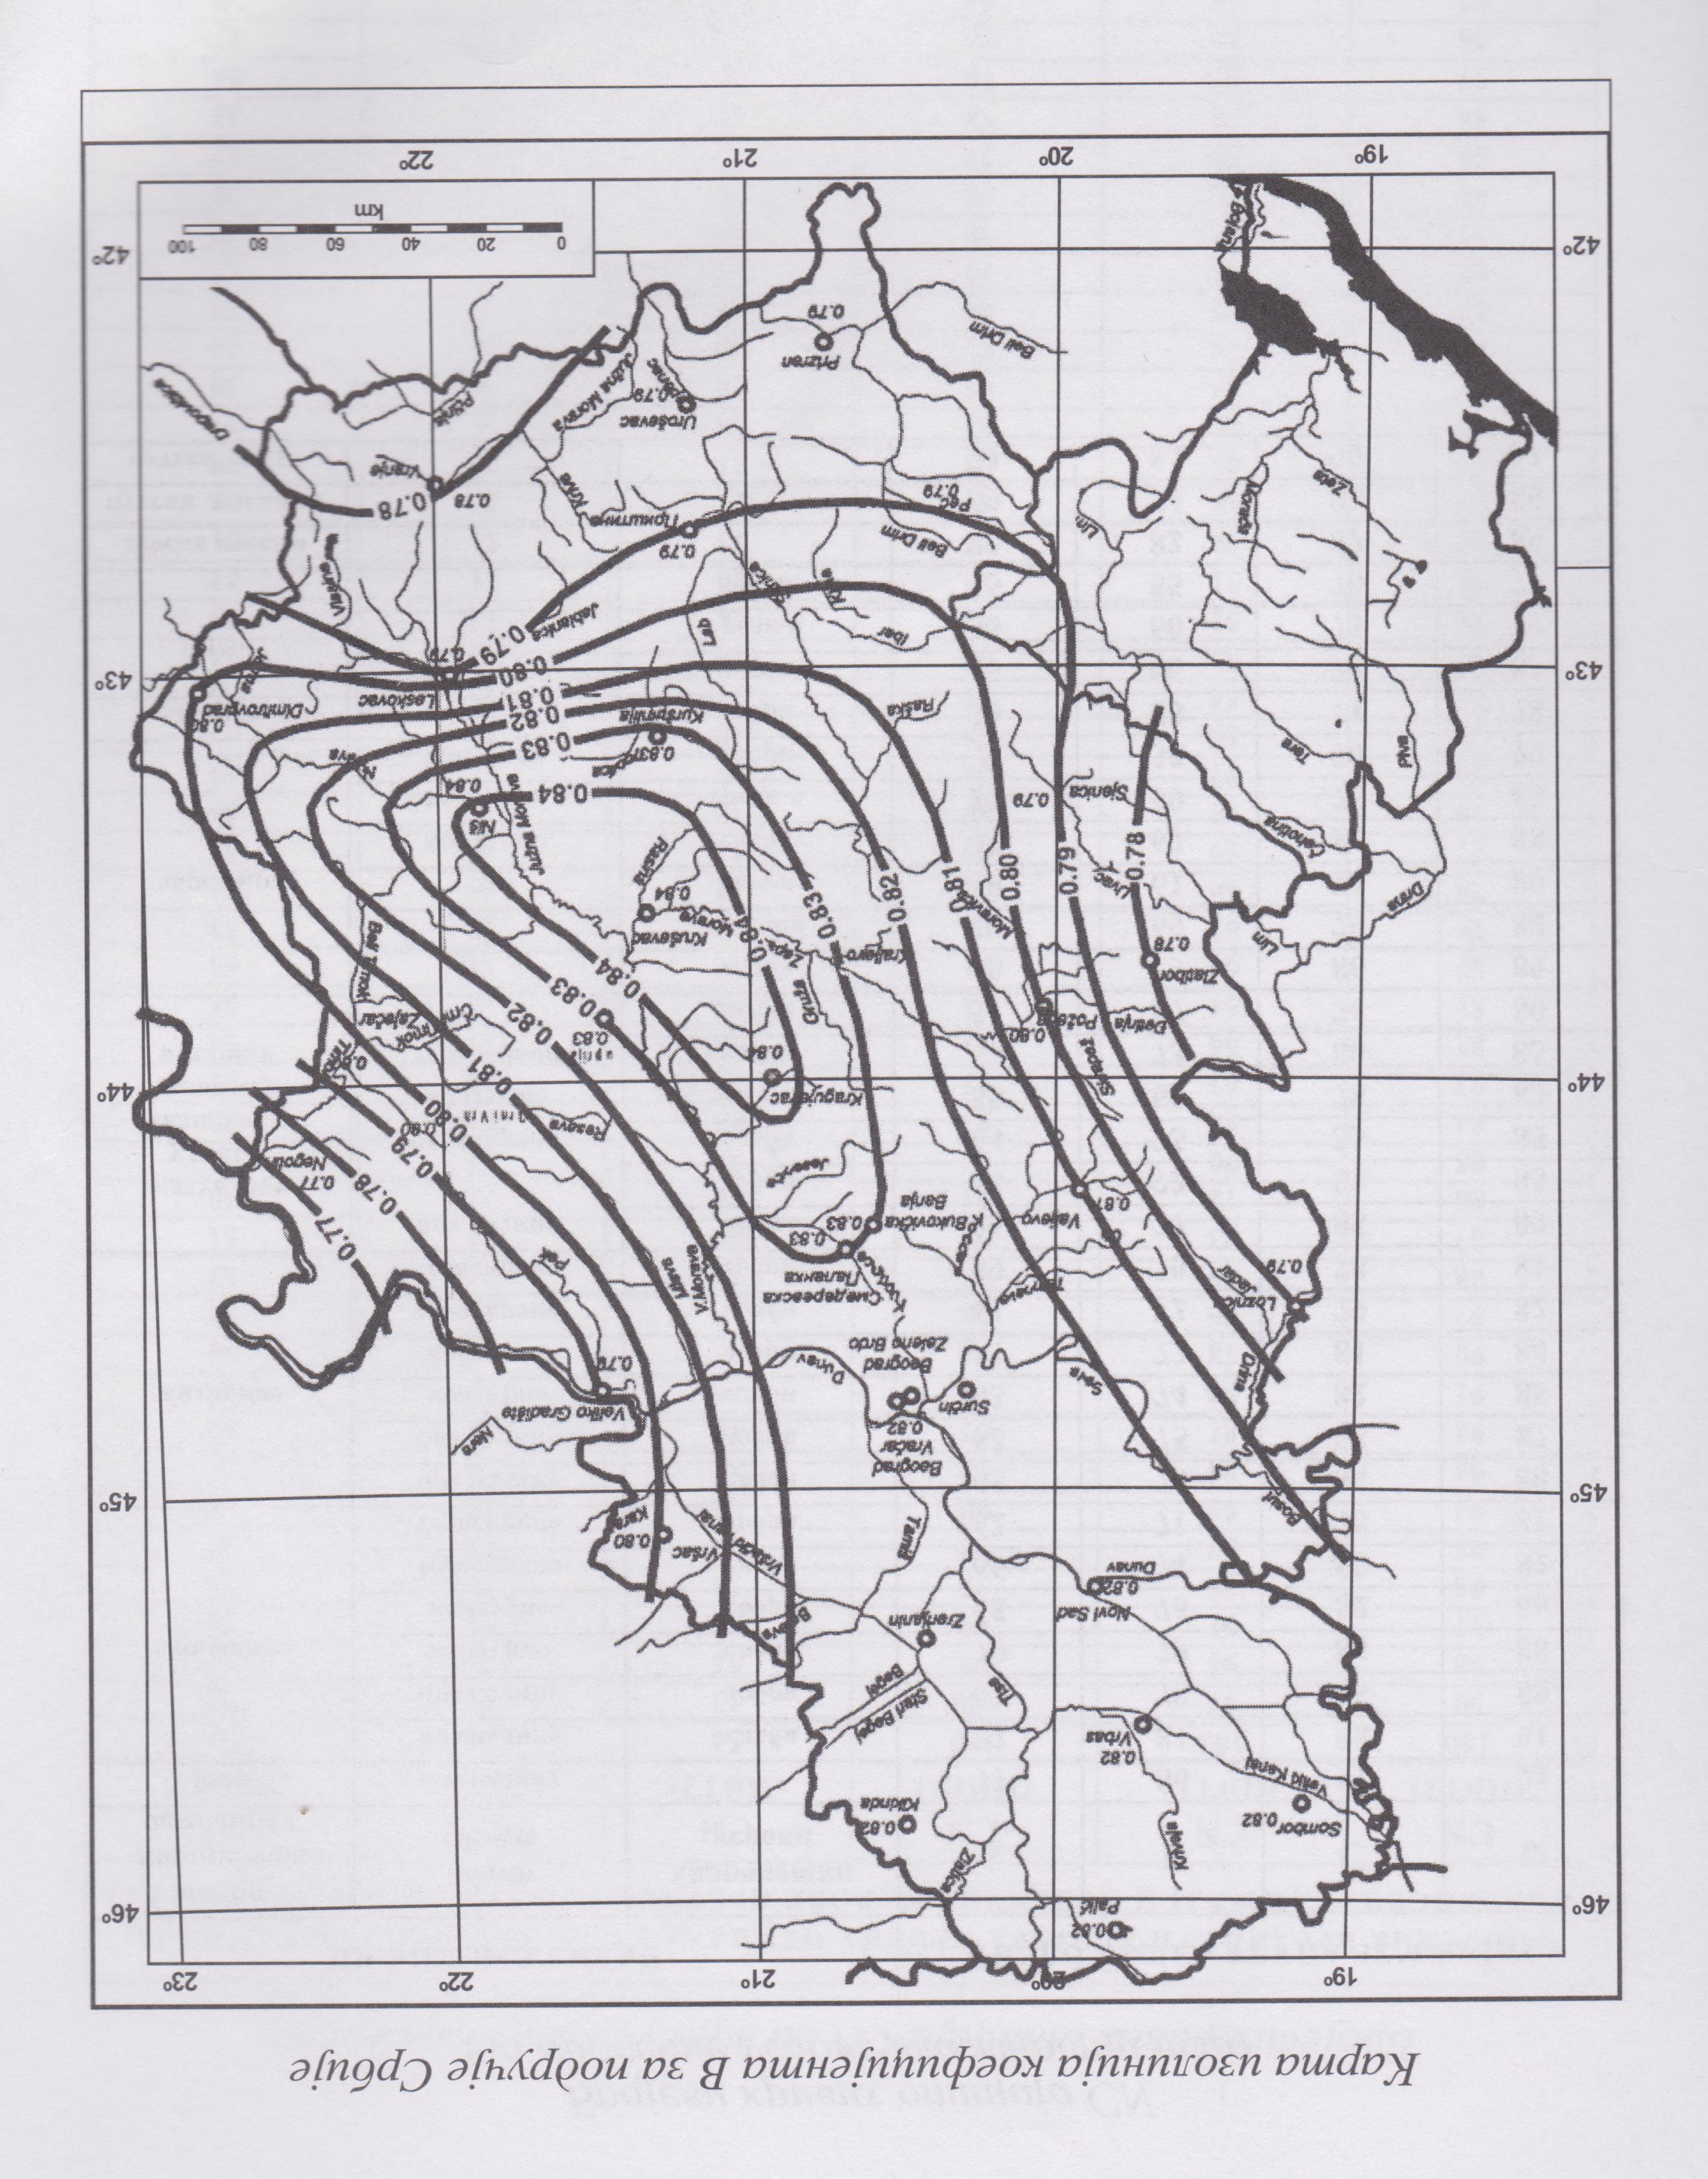 Карта изолинија коефицијента B за подручје Србије
19° 20° 21° 22° 23°
46° 46°
0.82
Palić
Zlatica
Krivaja
Sombor 0.82
0.82
Kikinda
Veliki Kanal
0.82
Vrbas
Stari Begej
Begej
Tisa
Zrenjanin
Novi Sad
0.82
Dunav
Brzava
Vršac
0.80
Karaš
Tamiš
Bosut
45° 45°
Beograd
Vračar
0.82
Nera
Surčin
Veliko Gradište
Sava
Drina
Dunav
0.79
Beograd
Zeleno Brdo
Loznica
Jadar
0.79
Смедеревска
Паланка
V.Morava
Mlava
Pek
0.83
0.77
Valjevo
Bukovička
Banja
0.83
0.81
0.78
0.77
Negotin
Jasenica
0.79
Resava
Crni Vrh
0.80
0.80
Kragujevac
0.84
44° 44°
0.81
Timok
0.83
0.82
Crni Timok
Zaječar
Skrapež
0.80
Đetinja
Požega
Gruža
0.83
0.84
Zlatibor
0.78
Kraljevo
Zapadna Morava
0.84
Beli Timok
Lim
Moravica
Kruševac
0.84
Drina
Uvac
0.83
0.82
0.81
0.80
0.79
0.78
Rasina
Južna Morava
Ćehotina
Niš
0.84
0.84
Sjenica
0.79
Piva
Tara
Nišava
0.83
Toplica
0.83
Kuršumlija
0.82
0.81
Raška
Leskovac
0.80
Dimitrovgrad
43° 43°
0.80
0.79
0.79
Ibar
Lab
Jablanica
Vlasina
Sitnica
Beli Drim
0.79
Приштина
Lim
Peć
0.79
Morača
Zeta
0.78
0.78
Vranje
Kriva
Uroševac
0.79
Južna Morava
Pčinja
Dragovištica
Prizren
0.79
Beli Drim
42° 42°
0 20 40 60 80 100
km
19° 20° 21° 22°